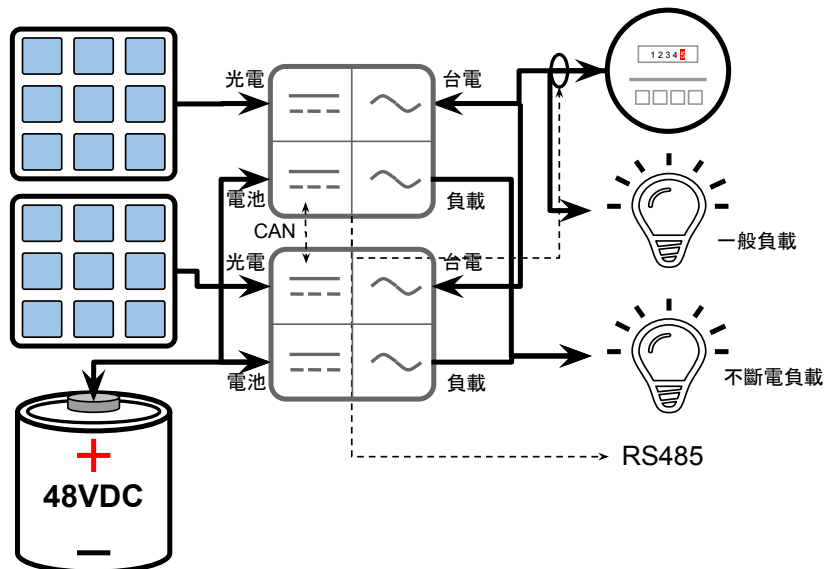 光電
台電
12345
電池
負載
CAN
一般負載
光電
台電
電池
負載
不斷電負載
RS485
+
48VDC
—